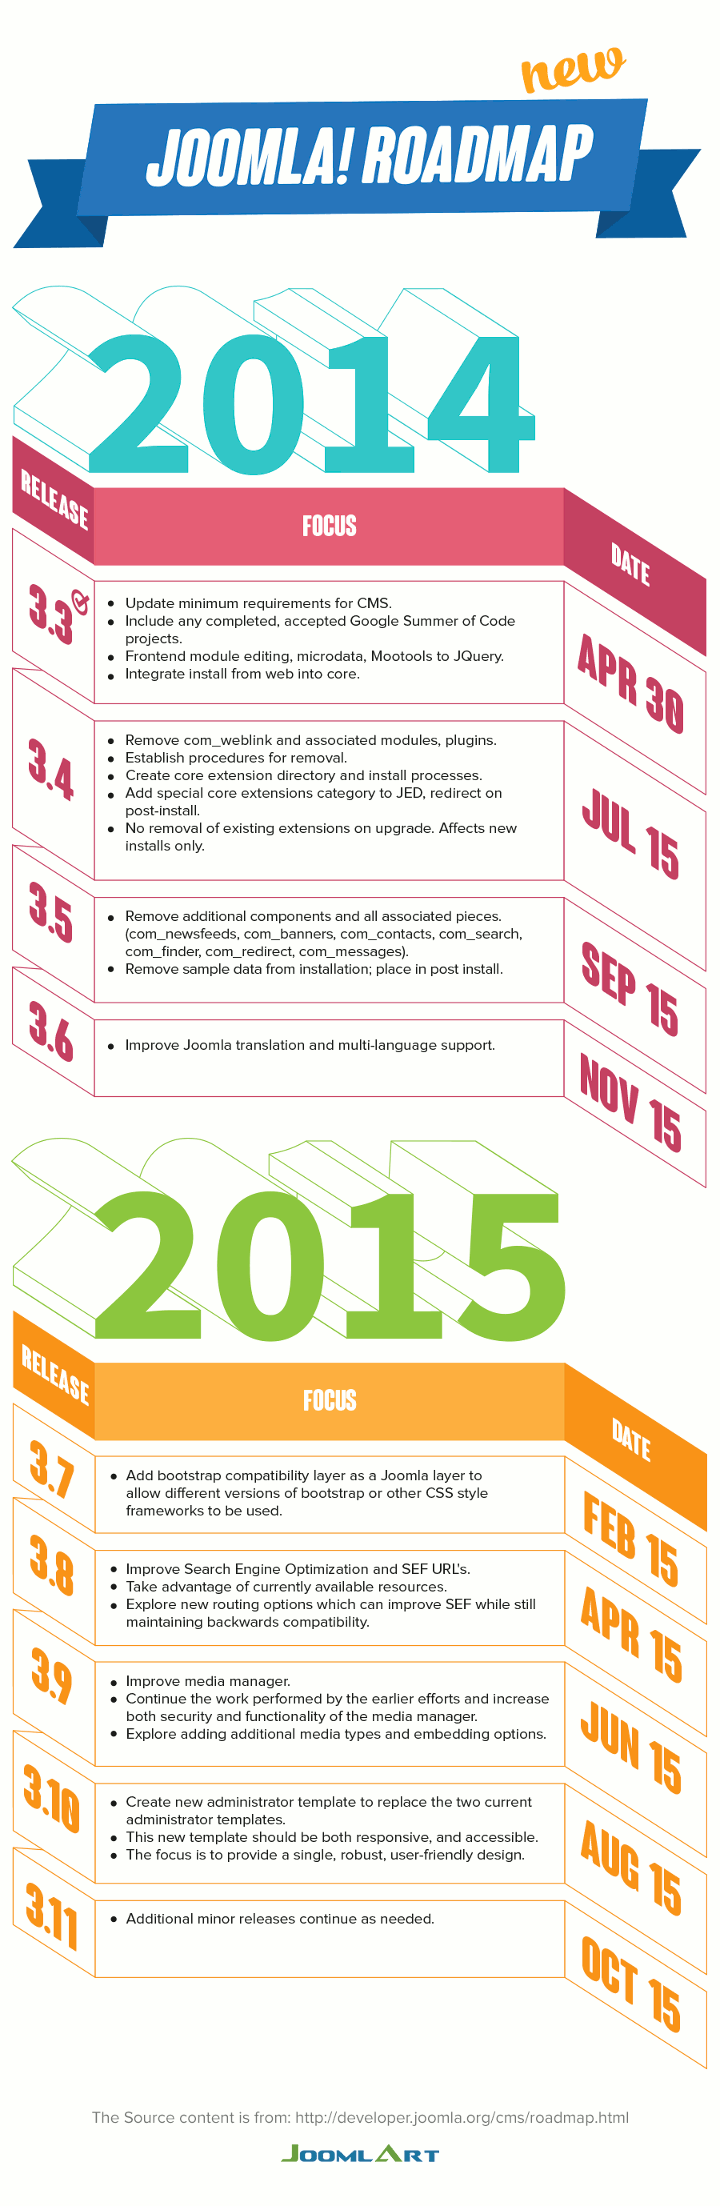 new
JOOMLA! ROADMAP
2014
RELEASE
FOCUS
DATE
3.3
• Update minimum requirements for CMS.
• Include any completed, accepted Google Summer of Code
projects.
• Frontend module editing, microdata, Mootools to JQuery.
• Integrate install from web into core.
APR 30
3.4
• Remove com_weblink and associated modules, plugins.
• Establish procedures for removal.
• Create core extension directory and install processes.
• Add special core extensions category to JED, redirect on
post-install.
• No removal of existing extensions on upgrade. Affects new
installs only.
JUL 15
3.5
• Remove additional components and all associated pieces.
(com_newsfeeds, com_banners, com_contacts, com_search,
com_finder, com_redirect, com_messages).
• Remove sample data from installation; place in post install.
SEP 15
3.6
• Improve Joomla translation and multi-language support.
NOV 15
2015
RELEASE
FOCUS
DATE
3.7
• Add bootstrap compatibility layer as a Joomla layer to
allow different versions of bootstrap or other CSS style
frameworks to be used.
FEB 15
3.8
• Improve Search Engine Optimization and SEF URL's.
• Take advantage of currently available resources.
• Explore new routing options which can improve SEF while still
maintaining backwards compatibility.
APR 15
3.9
• Improve media manager.
• Continue the work performed by the earlier efforts and increase
both security and functionality of the media manager.
• Explore adding additional media types and embedding options.
JUN 15
3.10
• Create new administrator template to replace the two current
administrator templates.
• This new template should be both responsive, and accessible.
• The focus is to provide a single, robust, user-friendly design.
AUG 15
3.11
• Additional minor releases continue as needed.
OCT 15
The Source content is from: http://developer.joomla.org/cms/roadmap.html
JOOMLART